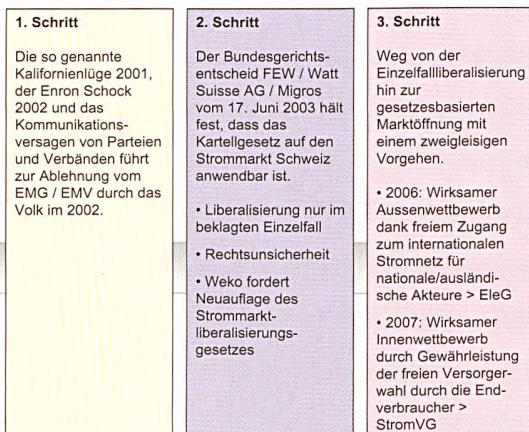 1. Schritt
Die so genannte
Kalifornienlüge 2001,
der Enron Schock
2002 und das
Kommunikations-
versagen von Parteien
und Verbänden führt
zur Ablehnung vom
EMG / EMV durch das
Volk im 2002.
2. Schritt
Der Bundesgerichts-
entscheid FEW / Watt
Suisse AG / Migros
vom 17. Juni 2003 hält
fest, dass das
Kartellgesetz auf den
Strommarkt Schweiz
anwendbar ist.
• Liberalisierung nur im
beklagten Einzelfall
• Rechtsunsicherheit
• Weko fordert
Neuauflage des
Strommarkt-
liberalisierungs-
gesetzes
3. Schritt
Weg von der
Einzelfallliberalisierung
hin zur
gesetzesbasierten
Marktöffnung mit
einem zweigleisigen
Vorgehen.
• 2006: Wirksamer
Aussenwettbewerb
dank freiem Zugang
zum internationalen
Stromnetz für
nationale/ausländi-
sche Akteure > EleG
• 2007: Wirksamer
Innenwettbewerb
durch Gewährleistung
der freien Versorger-
wahl durch die End-
verbraucher >
StromVG